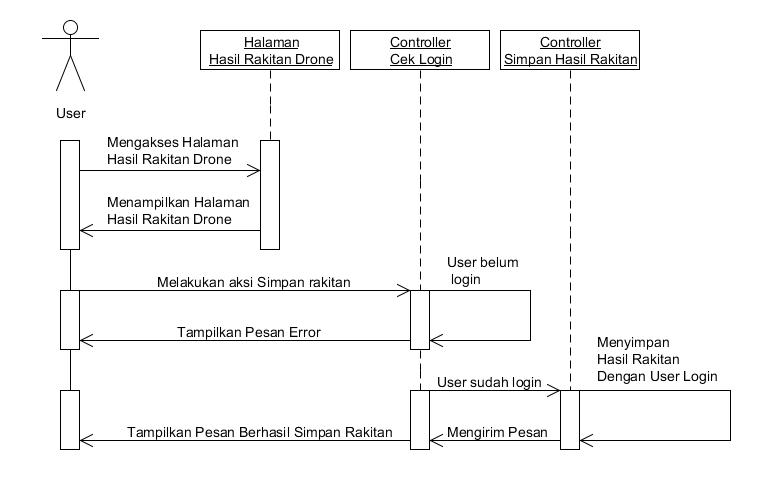 Halaman
Hasil Rakitan Drone
Controller
Cek Login
Controller
Simpan Hasil Rakitan
User
Mengakses Halaman
Hasil Rakitan Drone
Menampilkan Halaman
Hasil Rakitan Drone
User belum
login
Melakukan aksi Simpan rakitan
Tampilkan Pesan Error
Menyimpan
Hasil Rakitan
Dengan User Login
User sudah login
Tampilkan Pesan Berhasil Simpan Rakitan
Mengirim Pesan